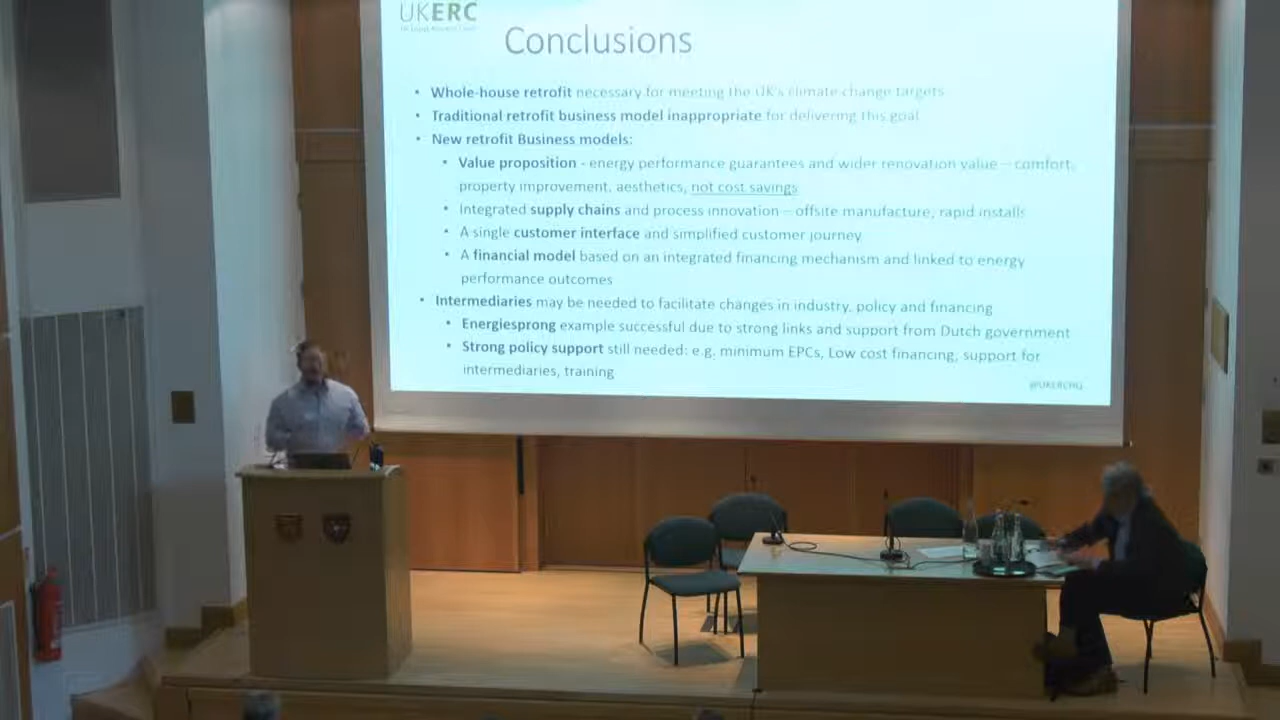 UKERC
Conclusions
• Whole-house retrofit necessary for meeting the UK's climate change targets
• Traditional retrofit business model inappropriate for delivering this goal
• New retrofit Business models:
• Value proposition - energy performance guarantees and wider renovation value – comfort,
property improvement, aesthetics, not cost savings
• Integrated supply chains and process innovation – offsite manufacture, rapid installs
• A single customer interface and simplified customer journey
• A financial model based on an integrated financing mechanism and linked to energy
performance outcomes
• Intermediaries may be needed to facilitate changes in industry, policy and financing
• Energiesprong example successful due to strong links and support from Dutch government
• Strong policy support still needed: e.g. minimum EPCs, Low cost financing, support for
intermediaries, training
@UKERCHQ